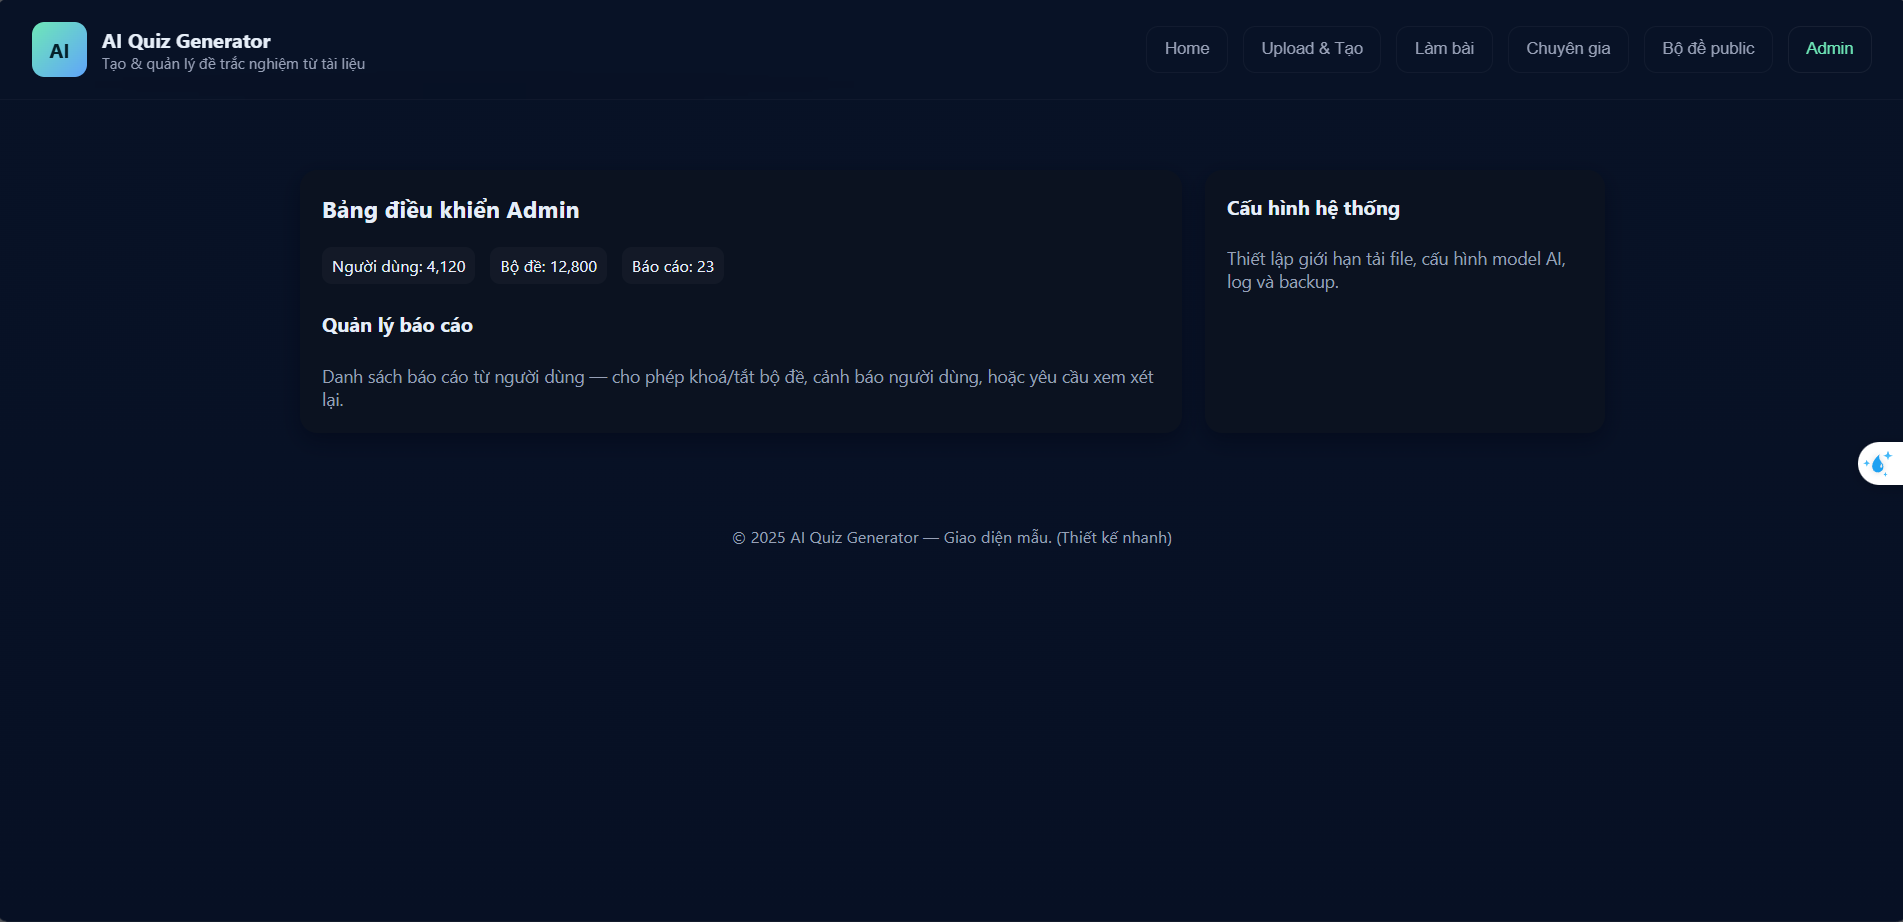 AI
AI Quiz Generator
Tạo & quản lý đề trắc nghiệm từ tài liệu
Home
Upload & Tạo
Làm bài
Chuyên gia
Bộ đề public
Admin
Bảng điều khiển Admin
Người dùng: 4,120
Bộ đề: 12,800
Báo cáo: 23
Quản lý báo cáo
Danh sách báo cáo từ người dùng — cho phép khoá/tắt bộ đề, cảnh báo người dùng, hoặc yêu cầu xem xét
lại.
Cấu hình hệ thống
Thiết lập giới hạn tải file, cấu hình model AI,
log và backup.
© 2025 AI Quiz Generator — Giao diện mẫu. (Thiết kế nhanh)